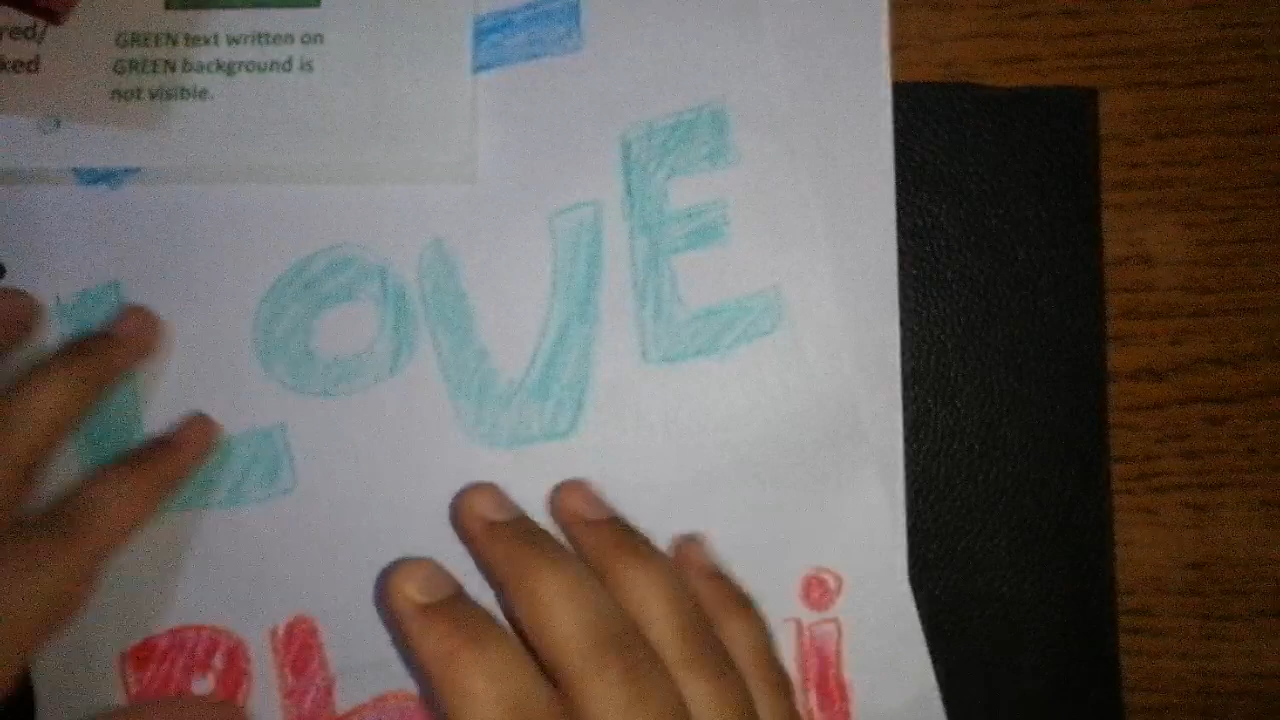 red/
ked
GREEN text written on
GREEN background is
not visible.
LOVE